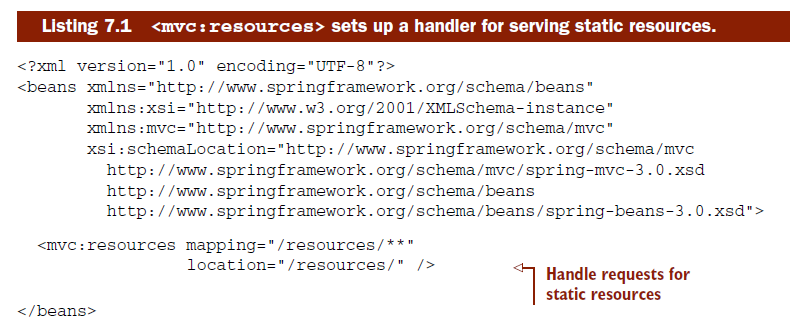 Listing 7.1 <mvc:resources> sets up a handler for serving static resources.
<?xml version="1.0" encoding="UTF-8"?>
<beans xmlns="http://www.springframework.org/schema/beans"
xmlns:xsi="http://www.w3.org/2001/XMLSchema-instance"
xmlns:mvc="http://www.springframework.org/schema/mvc"
xsi:schemaLocation="http://www.springframework.org/schema/mvc
http://www.springframework.org/schema/mvc/spring-mvc-3.0.xsd
http://www.springframework.org/schema/beans
http://www.springframework.org/schema/beans/spring-beans-3.0.xsd">
<mvc:resources mapping="/resources/**"
location="/resources/" />
Handle requests for
static resources
</beans>